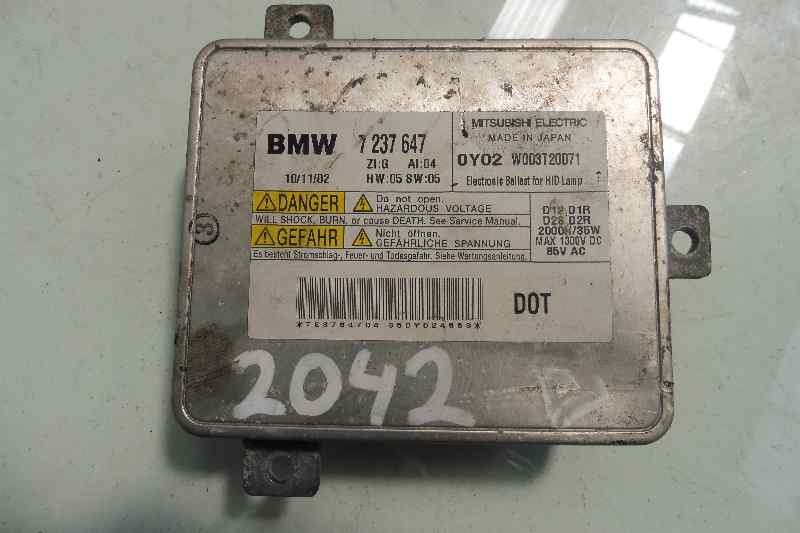 BMW 7 237 647
ZI:G AI:04
10/11/02 HW:05 SW:05
MITSUBISHI ELECTRIC
MADE IN JAPAN
0Y02 W003T20071
Electronic Ballast for HID Lamp
DANGER Do not open.
HAZARDOUS VOLTAGE
WILL SHOCK, BURN, or cause DEATH. See Service Manual.
GEFAHR Nicht öffnen.
GEFÄHRLICHE SPANNUNG
Es besteht Stromschlag-, Feuer- und Todesgefahr. Siehe Wartungsanleitung.
D1S,D1R
D2S,D2R
2000h/35W
MAX 1300V DC
85V AC
DOT
3
2042